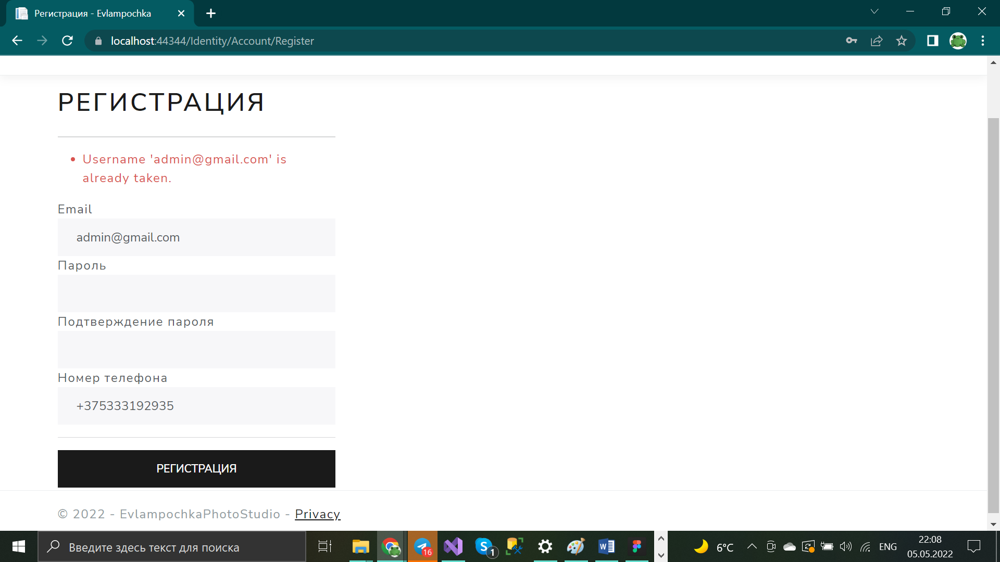 Регистрация - Evlampochka
localhost:44344/Identity/Account/Register
РЕГИСТРАЦИЯ
Username 'admin@gmail.com' is
already taken.
Email
admin@gmail.com
Пароль
Подтверждение пароля
Номер телефона
+375333192935
РЕГИСТРАЦИЯ
© 2022 - EvlampochkaPhotoStudio - Privacy
Введите здесь текст для поиска
16
1
6°C
ENG
22:08
05.05.2022